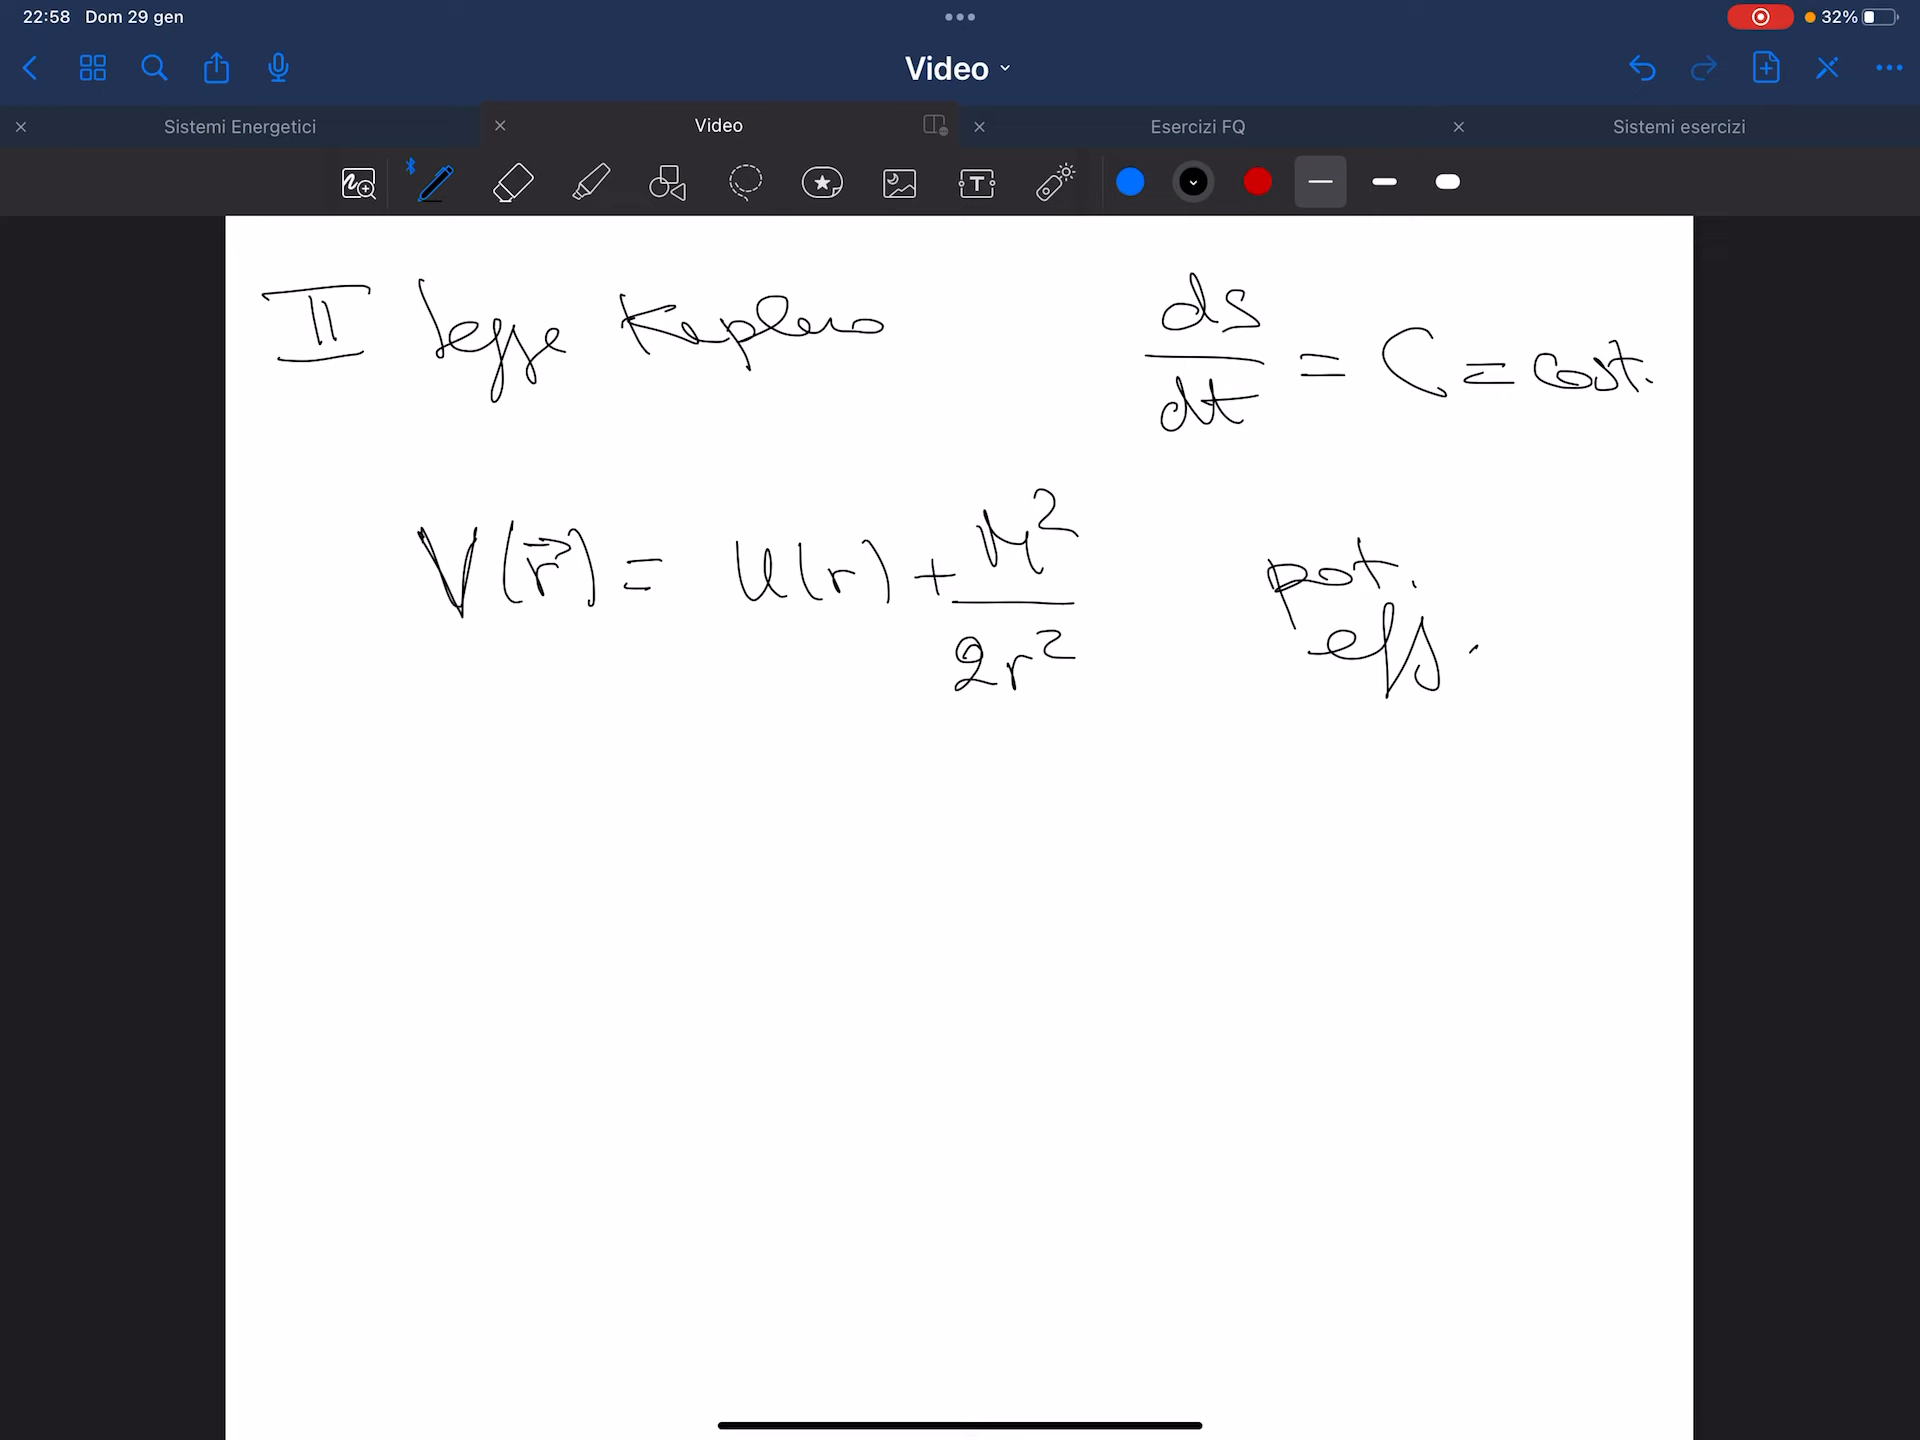 22:58 Dom 29 gen 32%
Video
Sistemi Energetici Video Esercizi FQ Sistemi esercizi
II legge Keplero dS/dt = C = cost.
V(r⃗) = U(r) + M²/2r² pot.
eff.